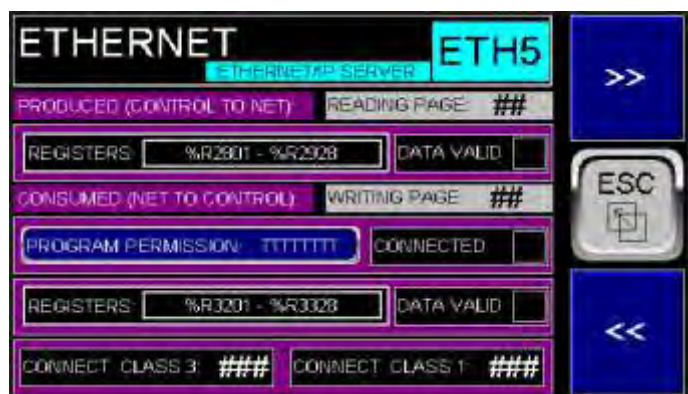 ETHERNET
ETH5
ETHERNET/IP SERVER
>>
PRODUCED (CONTROL TO NET):
READING PAGE: ##
REGISTERS: %R2801 - %R2928
DATA VALID
ESC
CONSUMED (NET TO CONTROL):
WRITING PAGE: ##
PROGRAM PERMISSION: TTTTTTTT
CONNECTED
REGISTERS: %R3201 - %R3328
DATA VALID
<<
CONNECT CLASS 3: ###
CONNECT CLASS 1: ###